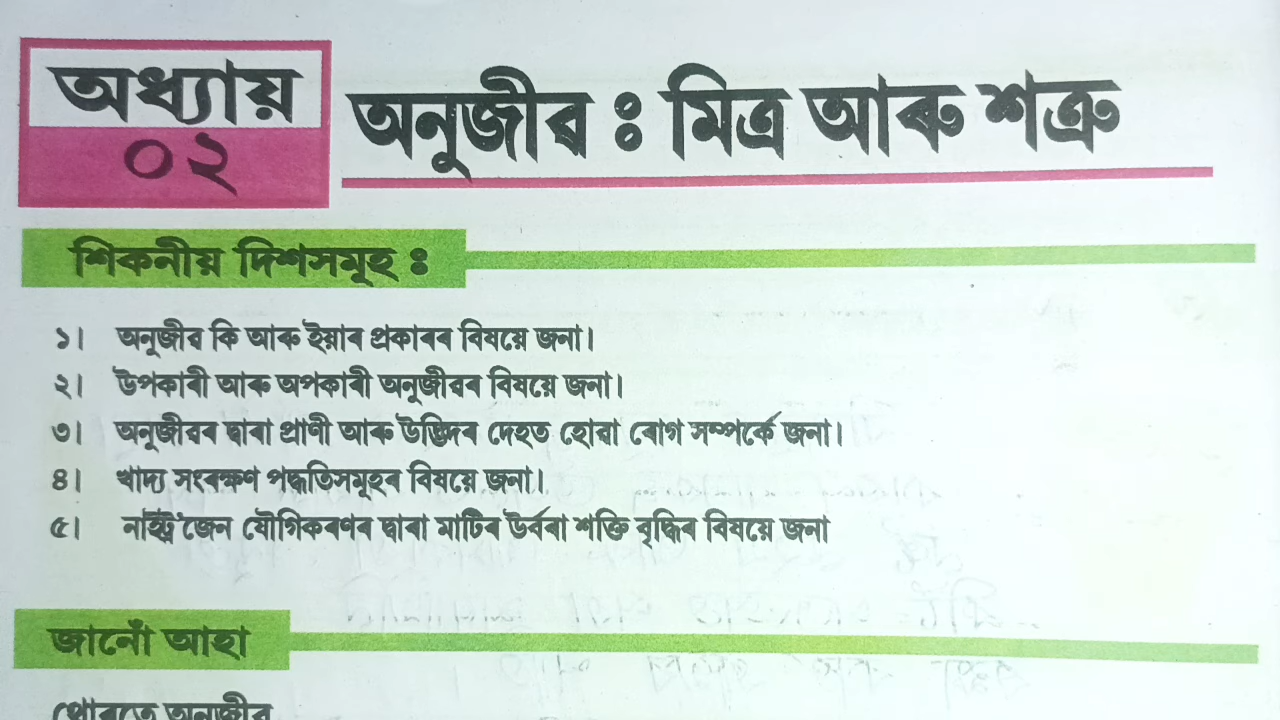 অধ্যায়
০২
অনুজীৱ ঃ মিত্ৰ আৰু শত্ৰু
শিকনীয় দিশসমূহ ঃ
১। অনুজীৱ কি আৰু ইয়াৰ প্ৰকাৰৰ বিষয়ে জনা।
২। উপকাৰী আৰু অপকাৰী অনুজীৱৰ বিষয়ে জনা।
৩। অনুজীৱৰ দ্বাৰা প্ৰাণী আৰু উদ্ভিদৰ দেহত হোৱা ৰোগ সম্পৰ্কে জনা।
৪। খাদ্য সংৰক্ষণ পদ্ধতিসমূহৰ বিষয়ে জনা।
৫। নাইট্ৰ'জেন যৌগিকৰণৰ দ্বাৰা মাটিৰ উৰ্বৰা শক্তি বৃদ্ধিৰ বিষয়ে জনা
জানোঁ আহা